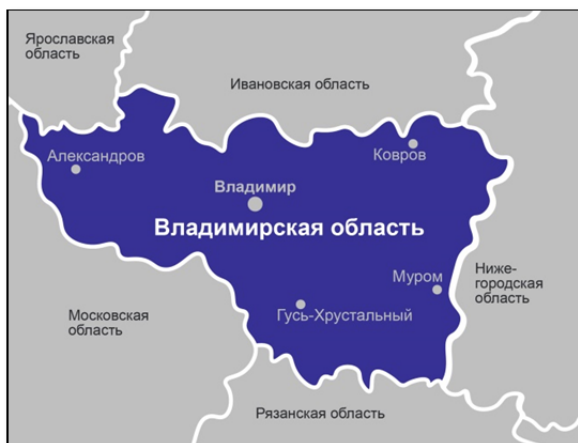 Ярославская
область
Ивановская область
Александров
Ковров
Владимир
Владимирская область
Ниже-
городская
область
Муром
Гусь-Хрустальный
Московская
область
Рязанская область